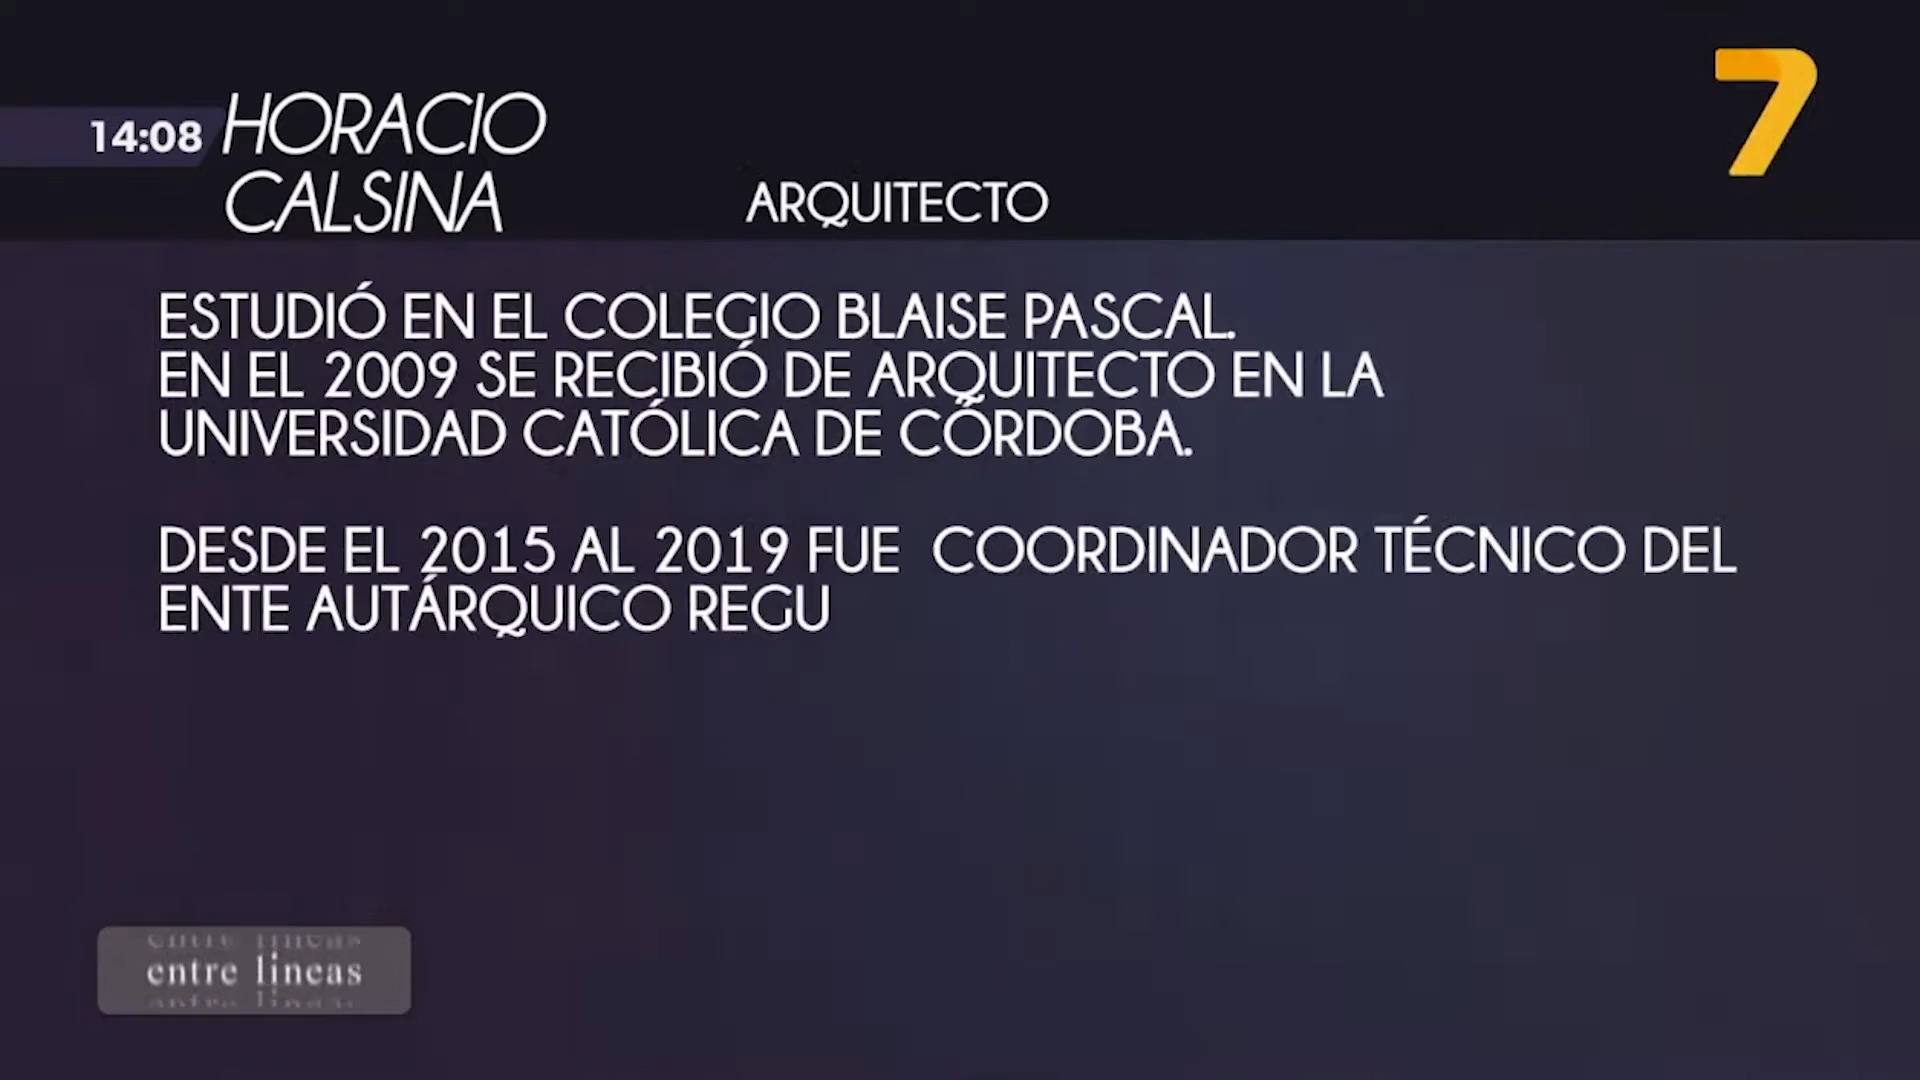 7
14:08
HORACIO
CALSINA
ARQUITECTO
ESTUDIÓ EN EL COLEGIO BLAISE PASCAL.
EN EL 2009 SE RECIBIÓ DE ARQUITECTO EN LA
UNIVERSIDAD CATÓLICA DE CÓRDOBA.
DESDE EL 2015 AL 2019 FUE COORDINADOR TÉCNICO DEL
ENTE AUTÁRQUICO REGU
entre lineas